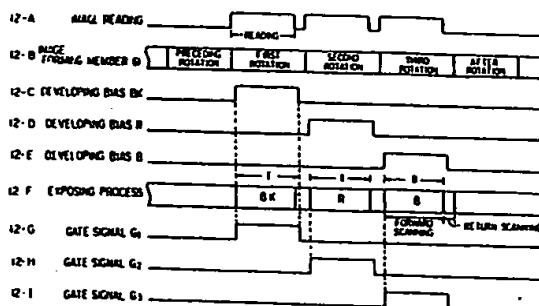 12-A IMAGE READING
READING
12-B IMAGE FORMING MEMBER
PRECEDING ROTATION FIRST ROTATION SECOND ROTATION THIRD ROTATION AFTER ROTATION
12-C DEVELOPING BIAS BK
12-D DEVELOPING BIAS R
12-E DEVELOPING BIAS B
12-F EXPOSING PROCESS BK R B
FORWARD SCANNING RETURN SCANNING
12-G GATE SIGNAL G1
12-H GATE SIGNAL G2
12-I GATE SIGNAL G3